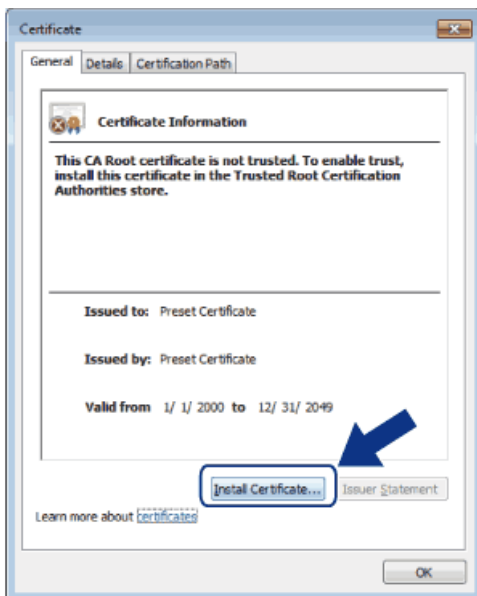 Certificate
General Details Certification Path
Certificate Information
This CA Root certificate is not trusted. To enable trust,
install this certificate in the Trusted Root Certification
Authorities store.
Issued to: Preset Certificate
Issued by: Preset Certificate
Valid from 1/ 1/ 2000 to 12/ 31/ 2049
Install Certificate... Issuer Statement
Learn more about certificates
OK